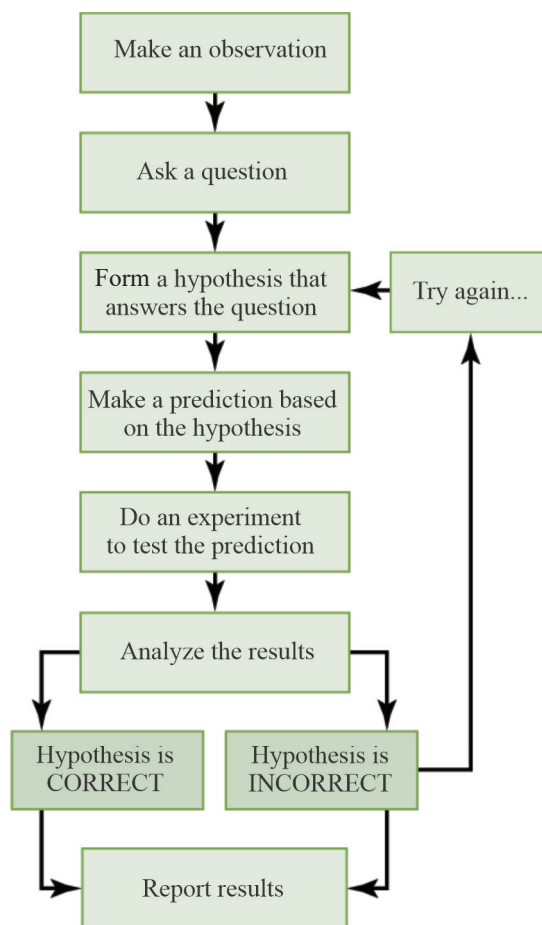 Make an observation
Ask a question
Form a hypothesis that
answers the question
Try again...
Make a prediction based
on the hypothesis
Do an experiment
to test the prediction
Analyze the results
Hypothesis is
CORRECT
Hypothesis is
INCORRECT
Report results